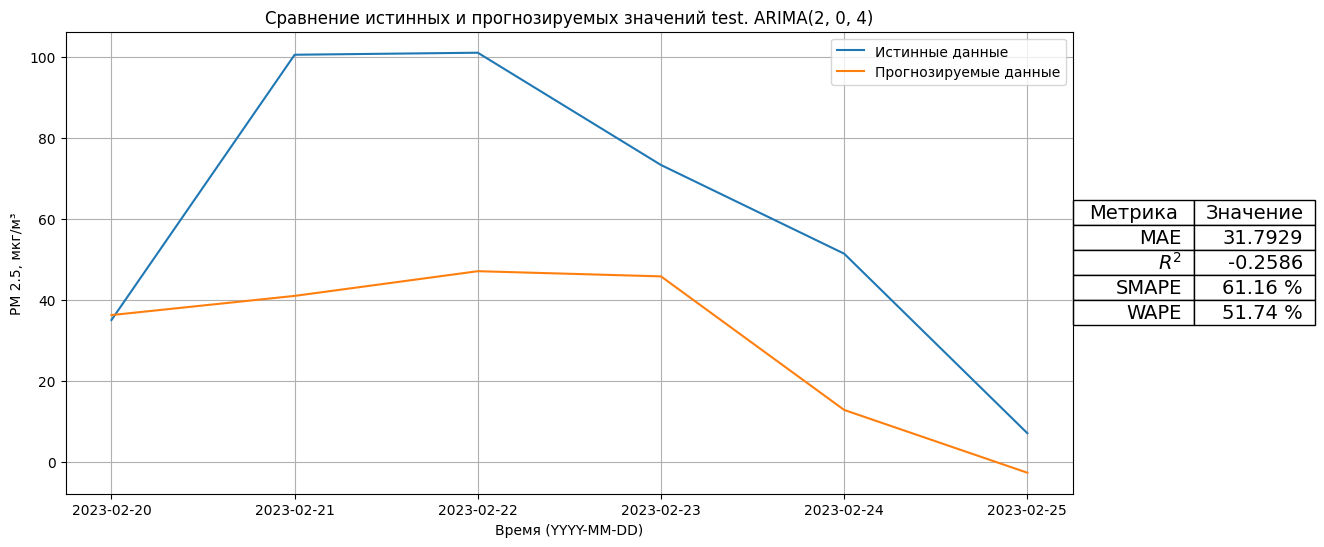 Сравнение истинных и прогнозируемых значений test. ARIMA(2, 0, 4)
Истинные данные
Прогнозируемые данные
PM 2.5, мкг/м³
100
80
60
40
20
0
2023-02-20 2023-02-21 2023-02-22 2023-02-23 2023-02-24 2023-02-25
Время (YYYY-MM-DD)
Метрика Значение
MAE 31.7929
R² -0.2586
SMAPE 61.16 %
WAPE 51.74 %